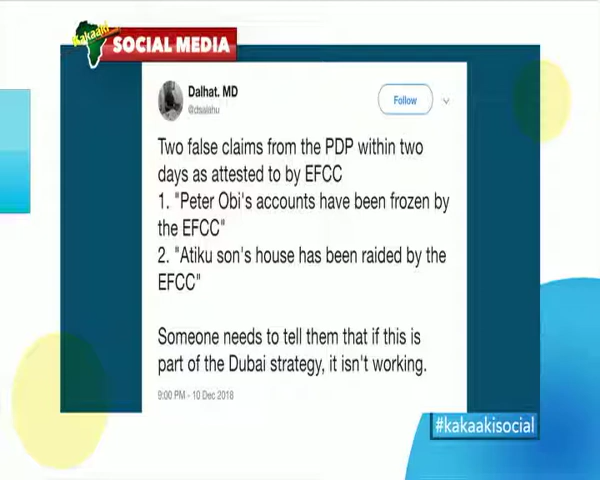 Kakaaki
SOCIAL MEDIA
Dalhat. MD
@dsalahu
Follow
Two false claims from the PDP within two
days as attested to by EFCC
1. "Peter Obi's accounts have been frozen by
the EFCC"
2. "Atiku son's house has been raided by the
EFCC"
Someone needs to tell them that if this is
part of the Dubai strategy, it isn't working.
9:00 PM - 10 Dec 2018
#kakaakisocial